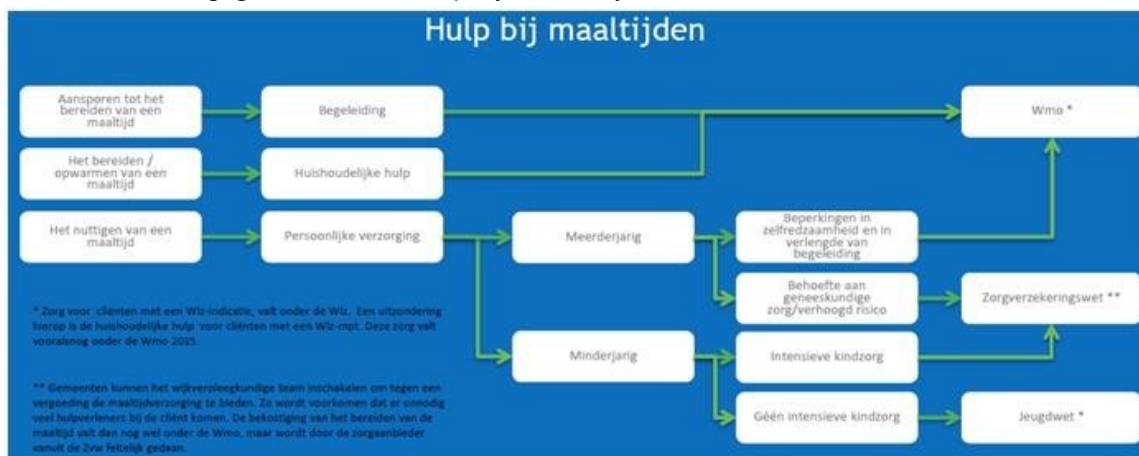 Hulp bij maaltijden
Aansporen tot het
bereiden van een
maaltijd
Begeleiding
Wmo *
Het bereiden /
opwarmen van een
maaltijd
Huishoudelijke hulp
Het nuttigen van een
maaltijd
Persoonlijke verzorging
Meerderjarig
Beperkingen in
zelfredzaamheid en in
verlengde van
begeleiding
Behoefte aan
geneeskundige
zorg/verhoogd risico
Zorgverzekeringswet **
Minderjarig
Intensieve kindzorg
Géén intensieve kindzorg
Jeugdwet *
* Zorg voor cliënten met een Wlz-indicatie, valt onder de Wlz. Een uitzondering
hierop is de huishoudelijke hulp voor cliënten met een Wlz-mpt. Deze zorg valt
vooralsnog onder de Wmo 2015.
** Gemeenten kunnen het wijkverpleegkundige team inschakelen om tegen een
vergoeding de maaltijdverzorging te bieden. Zo wordt voorkomen dat er onnodig
veel hulpverleners bij de cliënt komen. De bekostiging van het bereiden van de
maaltijd valt dan nog wel onder de Wmo, maar wordt door de zorgaanbieder
vanuit de Zvw feitelijk gedaan.